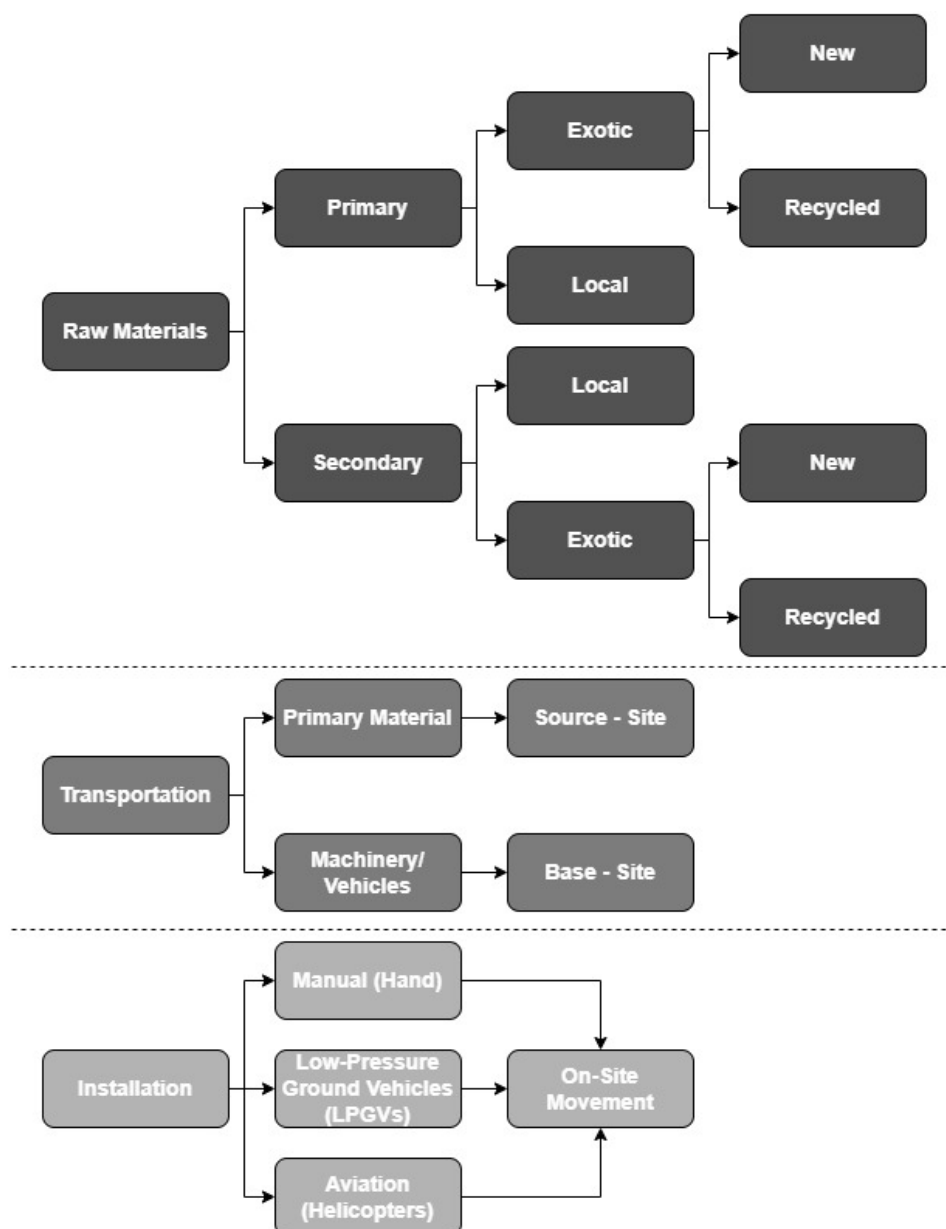 New
Exotic
Primary
Recycled
Local
Raw Materials
Local
Secondary
New
Exotic
Recycled
Primary Material
Source - Site
Transportation
Machinery/
Vehicles
Base - Site
Manual (Hand)
Installation
Low-Pressure
Ground Vehicles
(LPGVs)
On-Site
Movement
Aviation
(Helicopters)